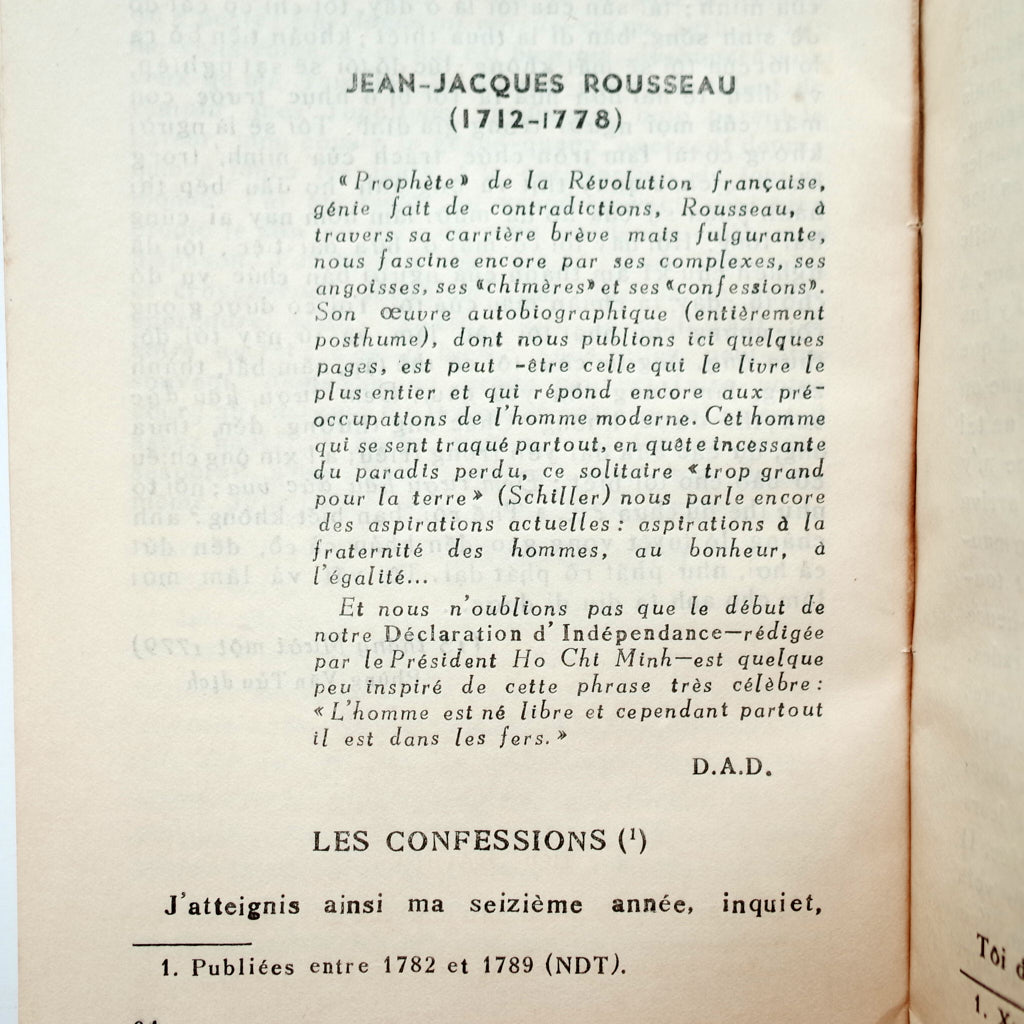 JEAN-JACQUES ROUSSEAU
(1712-1778)
« Prophète » de la Révolution française,
génie fait de contradictions, Rousseau, à
travers sa carrière brève mais fulgurante,
nous fascine encore par ses complexes, ses
angoisses, ses «chimères» et ses «confessions».
Son œuvre autobiographique (entièrement
posthume), dont nous publions ici quelques
pages, est peut -être celle qui le livre le
plus entier et qui répond encore aux pré-
occupations de l'homme moderne. Cet homme
qui se sent traqué partout, en quête incessante
du paradis perdu, ce solitaire « trop grand
pour la terre » (Schiller) nous parle encore
des aspirations actuelles : aspirations à la
fraternité des hommes, au bonheur, à
l'égalité...
Et nous n'oublions pas que le début de
notre Déclaration d'Indépendance—rédigée
par le Président Ho Chi Minh—est quelque
peu inspiré de cette phrase très célèbre :
« L'homme est né libre et cependant partout
il est dans les fers. »
D.A.D.
LES CONFESSIONS (¹)
J'atteignis ainsi ma seizième année, inquiet,
1. Publiées entre 1782 et 1789 (NDT).
Tôi
1.